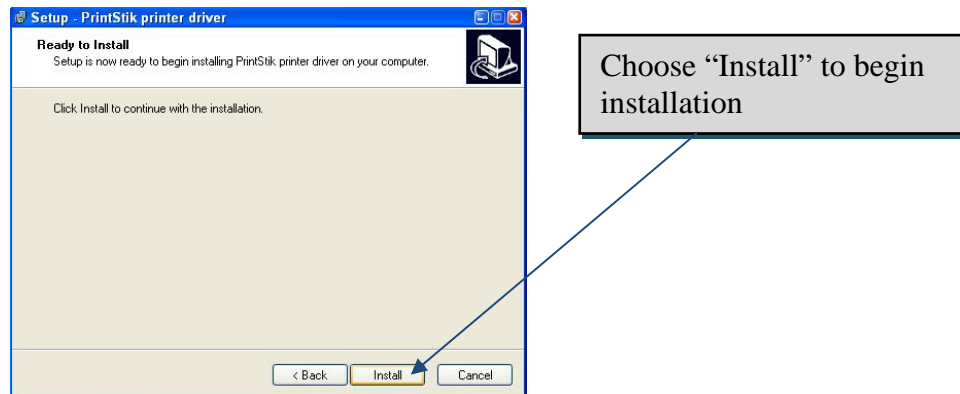 Setup - PrintStik printer driver
Ready to Install
Setup is now ready to begin installing PrintStik printer driver on your computer.
Click Install to continue with the installation.
< Back
Install
Cancel
Choose “Install” to begin
installation